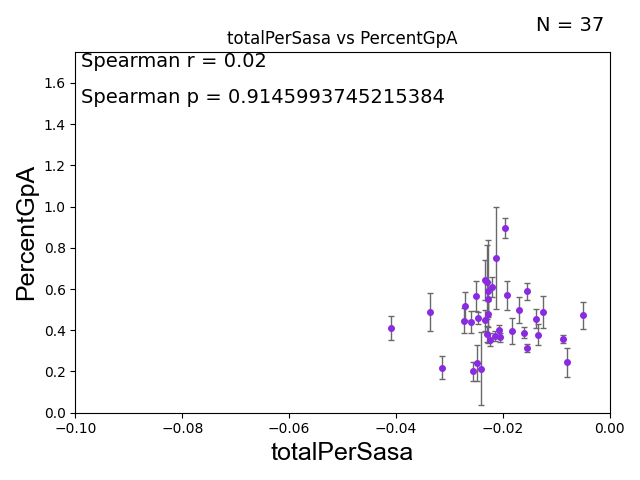 N = 37
totalPerSasa vs PercentGpA
Spearman r = 0.02
Spearman p = 0.9145993745215384
1.6
1.4
1.2
1.0
0.8
0.6
0.4
0.2
0.0
PercentGpA
−0.10 −0.08 −0.06 −0.04 −0.02 0.00
totalPerSasa